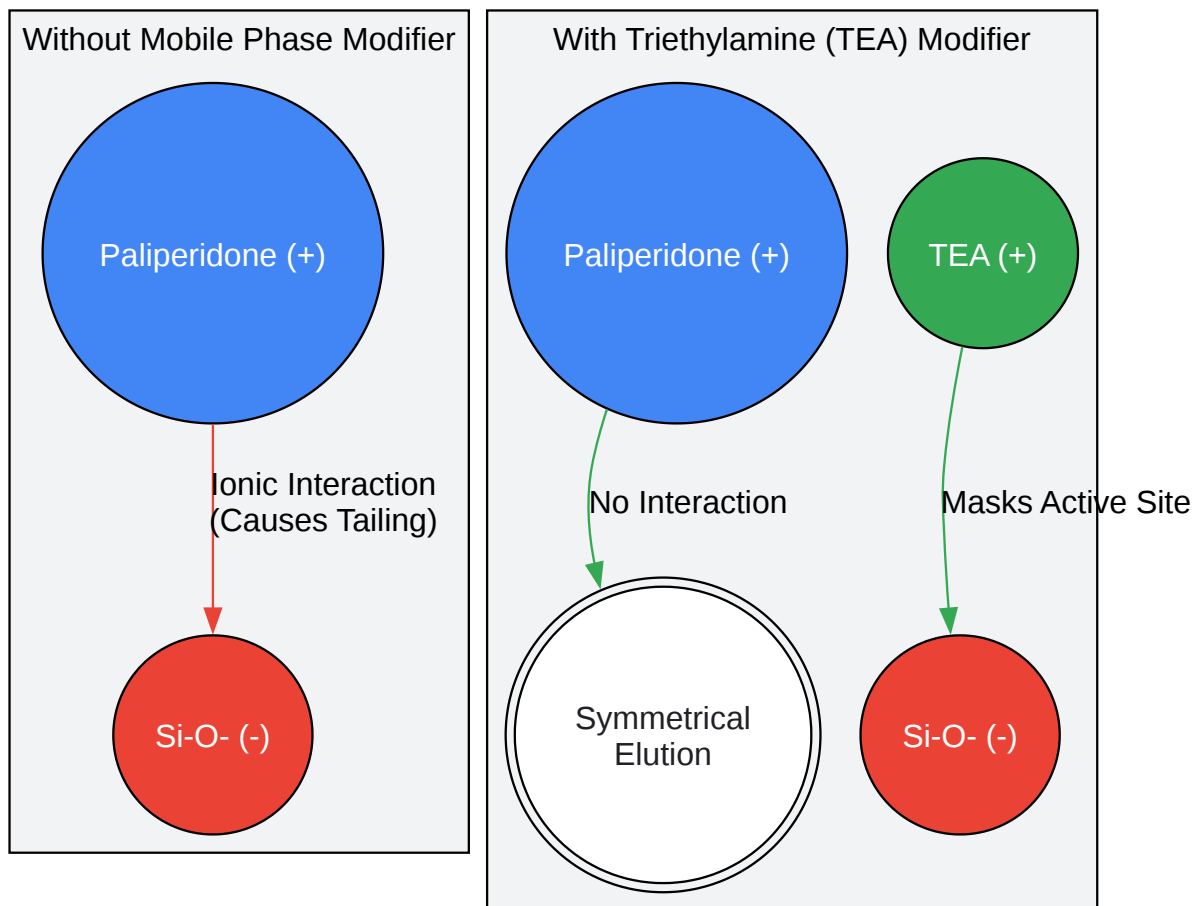 Without Mobile Phase Modifier
Paliperidone (+)
Ionic Interaction
(Causes Tailing)
Si-O- (-)
With Triethylamine (TEA) Modifier
Paliperidone (+)
TEA (+)
No Interaction
Masks Active Site
Symmetrical
Elution
Si-O- (-)